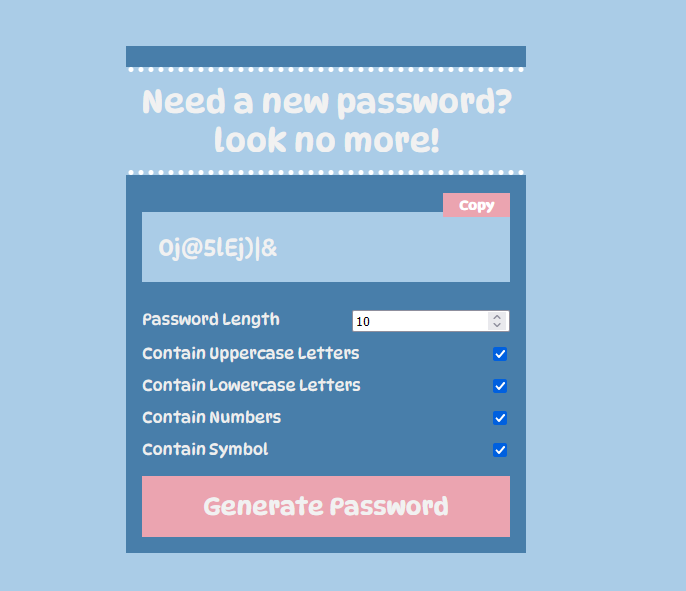 Need a new password?
look no more!
Copy
Oj@5lEj)|&
Password Length
10
Contain Uppercase Letters
Contain Lowercase Letters
Contain Numbers
Contain Symbol
Generate Password